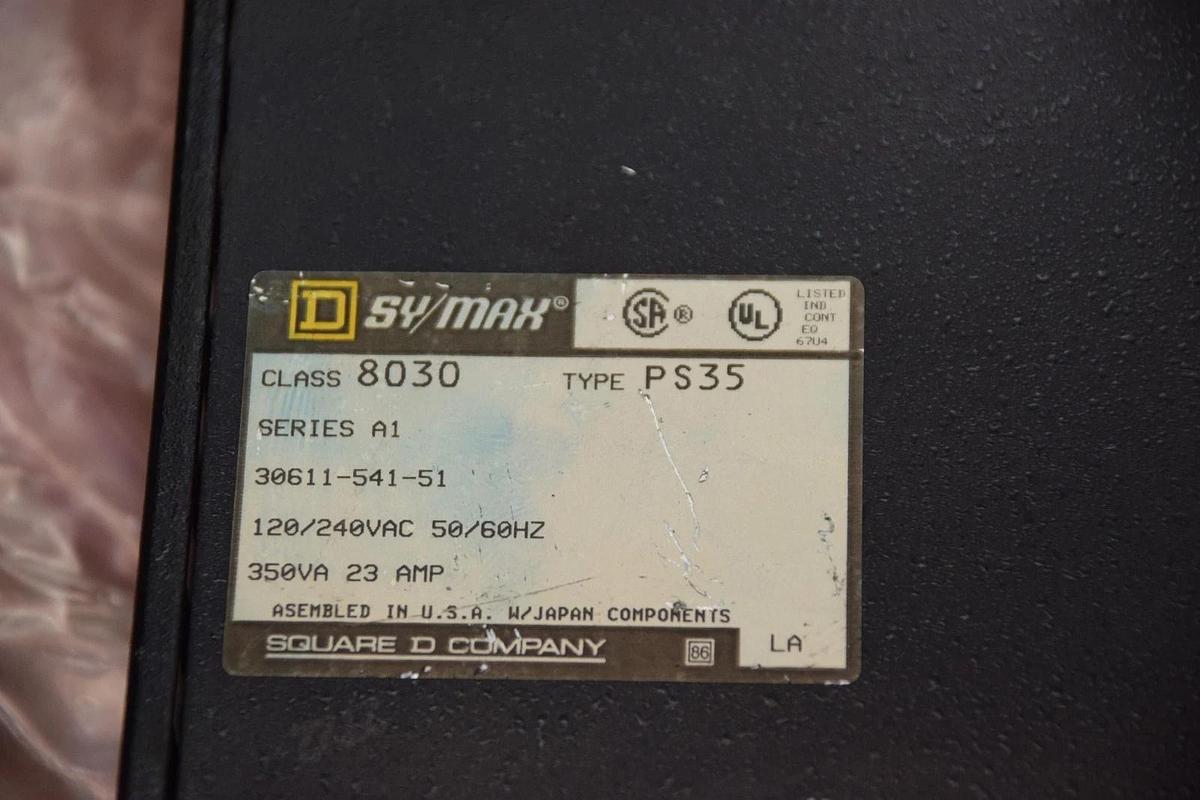 D SY/MAX®
SA ®
UL
LISTED
IND
CONT
EQ
67U4
CLASS 8030 TYPE PS35
SERIES A1
30611-541-51
120/240VAC 50/60HZ
350VA 23 AMP
ASEMBLED IN U.S.A. W/JAPAN COMPONENTS
SQUARE D COMPANY
86
LA